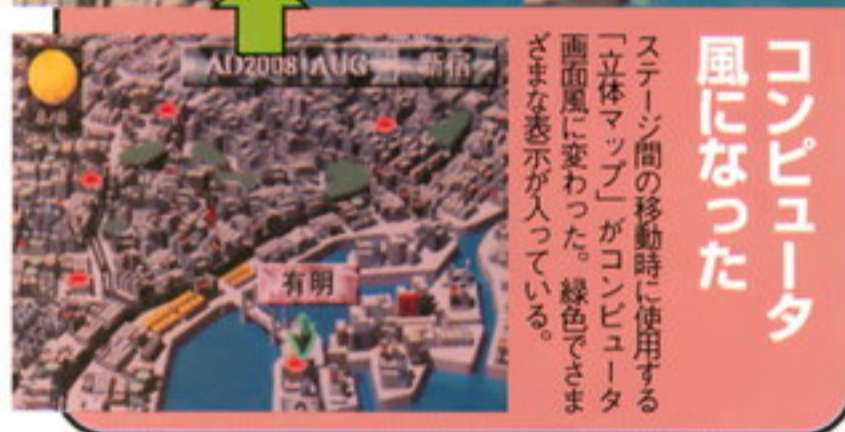 コンピュータ
風になった
ステージ間の移動時に使用する
「立体マップ」がコンピュータ
画面風に変わった。緑色でさま
ざまな表示が入っている。
AD2008 AUG 新宿
8/8
有明